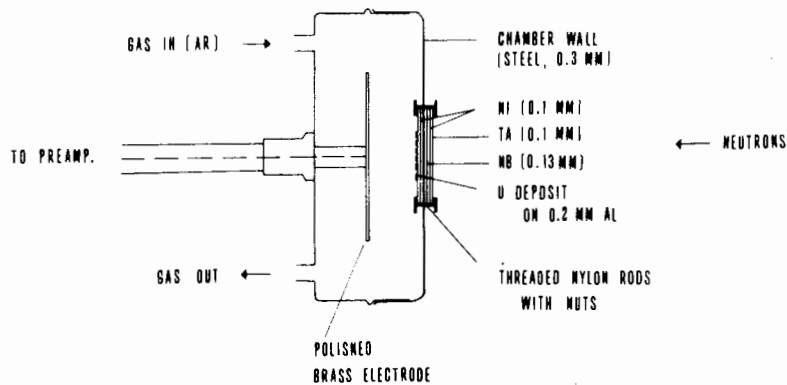 GAS IN (AR)
CHAMBER WALL
(STEEL, 0.3 MM)
NI (0.1 MM)
TA (0.1 MM)
NB (0.13MM)
U DEPOSIT
ON 0.2 MM AL
NEUTRONS
TO PREAMP.
GAS OUT
THREADED NYLON RODS
WITH NUTS
POLISHED
BRASS ELECTRODE